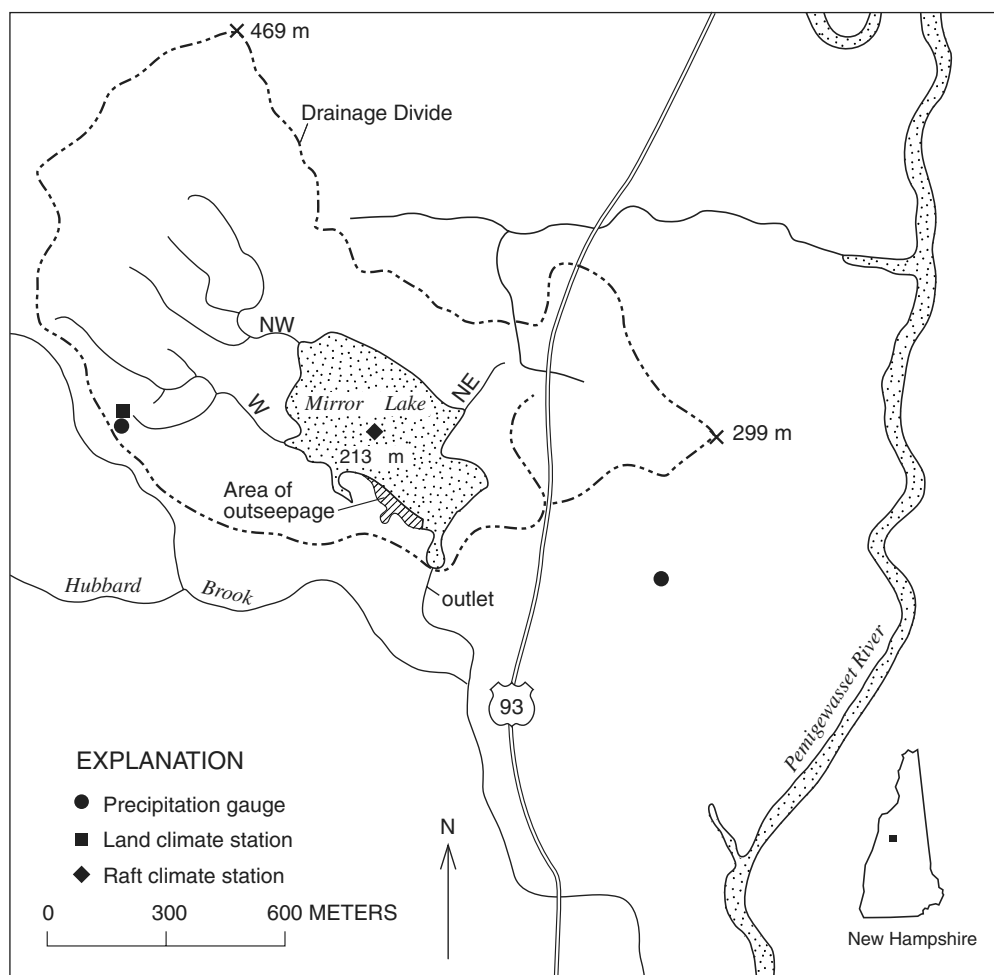 469 m
Drainage Divide
NW
NE
W
Mirror Lake
213 m
299 m
Area of
outseepage
Hubbard Brook
outlet
93
Pemigewasset River
EXPLANATION
Precipitation gauge
Land climate station
Raft climate station
N
0 300 600 METERS
New Hampshire